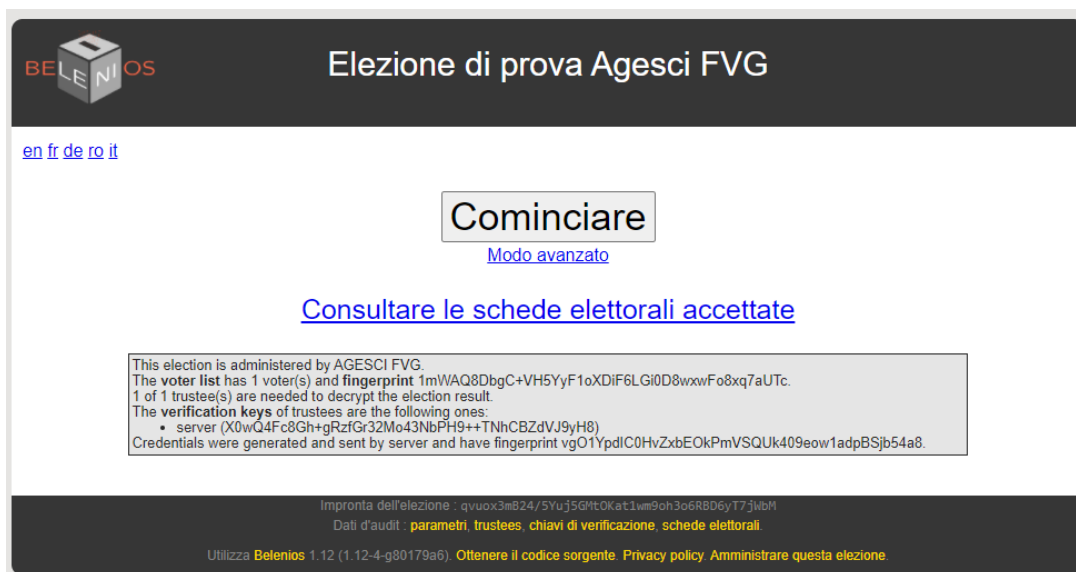 BELENIOS
Elezione di prova Agesci FVG
en fr de ro it
Cominciare
Modo avanzato
Consultare le schede elettorali accettate
This election is administered by AGESCI FVG.
The voter list has 1 voter(s) and fingerprint 1mWAQ8DbgC+VH5YyF1oXDiF6LGi0D8wxwFo8xq7aUTc.
1 of 1 trustee(s) are needed to decrypt the election result.
The verification keys of trustees are the following ones:
• server (X0wQ4Fc8Gh+gRzfGr32Mo43NbPH9++TNhCBZdVJ9yH8)
Credentials were generated and sent by server and have fingerprint vgO1YpdIC0HvZxbEOkPmVSQUk409eow1adpBSjb54a8.
Impronta dell'elezione : qvuox3mB24/5Yuj5GMtOKat1wm9oh3o6RBD6yT7jWbM
Dati d'audit : parametri, trustees, chiavi di verificazione, schede elettorali.
Utilizza Belenios 1.12 (1.12-4-g80179a6). Ottenere il codice sorgente. Privacy policy. Amministrare questa elezione.